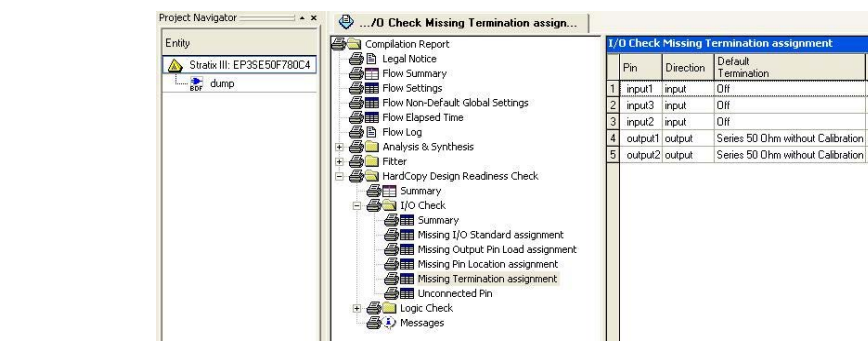 Project Navigator
Entity
Stratix III: EP3SE50F780C4
dump
.../O Check Missing Termination assign...
Compilation Report
Legal Notice
Flow Summary
Flow Settings
Flow Non-Default Global Settings
Flow Elapsed Time
Flow Log
Analysis & Synthesis
Fitter
HardCopy Design Readiness Check
Summary
I/O Check
Summary
Missing I/O Standard assignment
Missing Output Pin Load assignment
Missing Pin Location assignment
Missing Termination assignment
Unconnected Pin
Logic Check
Messages
I/O Check Missing Termination assignment
Pin Direction Default Termination
1 input1 input Off
2 input3 input Off
3 input2 input Off
4 output1 output Series 50 Ohm without Calibration
5 output2 output Series 50 Ohm without Calibration